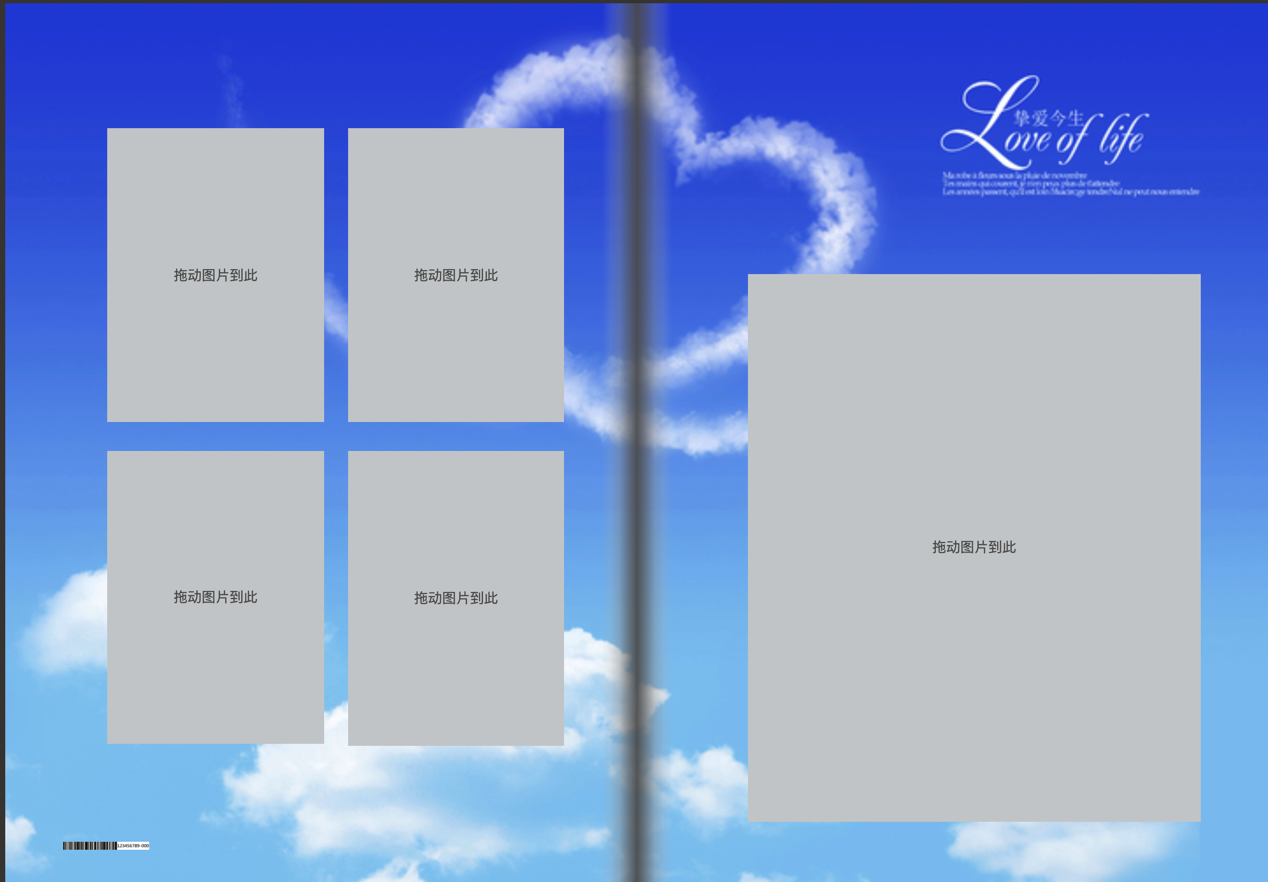 拖动图片到此
拖动图片到此
拖动图片到此
拖动图片到此
123456789-000
挚爱今生
Love of life
Ma robe à fleurs sous la pluie de novembre
Tes mains qui courent, je n'en peux plus de t'attendre
Les années passent, qu'il est loin l'âge tendre Nul ne peut nous entendre
拖动图片到此